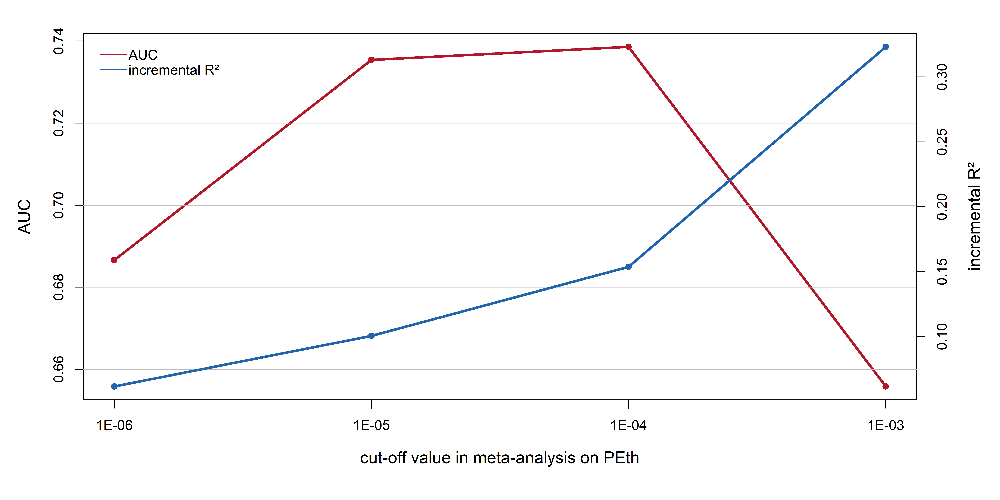 AUC
incremental R²
0.74
0.72
0.70
0.68
0.66
AUC
0.30
0.25
0.20
0.15
0.10
incremental R²
1E-06 1E-05 1E-04 1E-03
cut-off value in meta-analysis on PEth